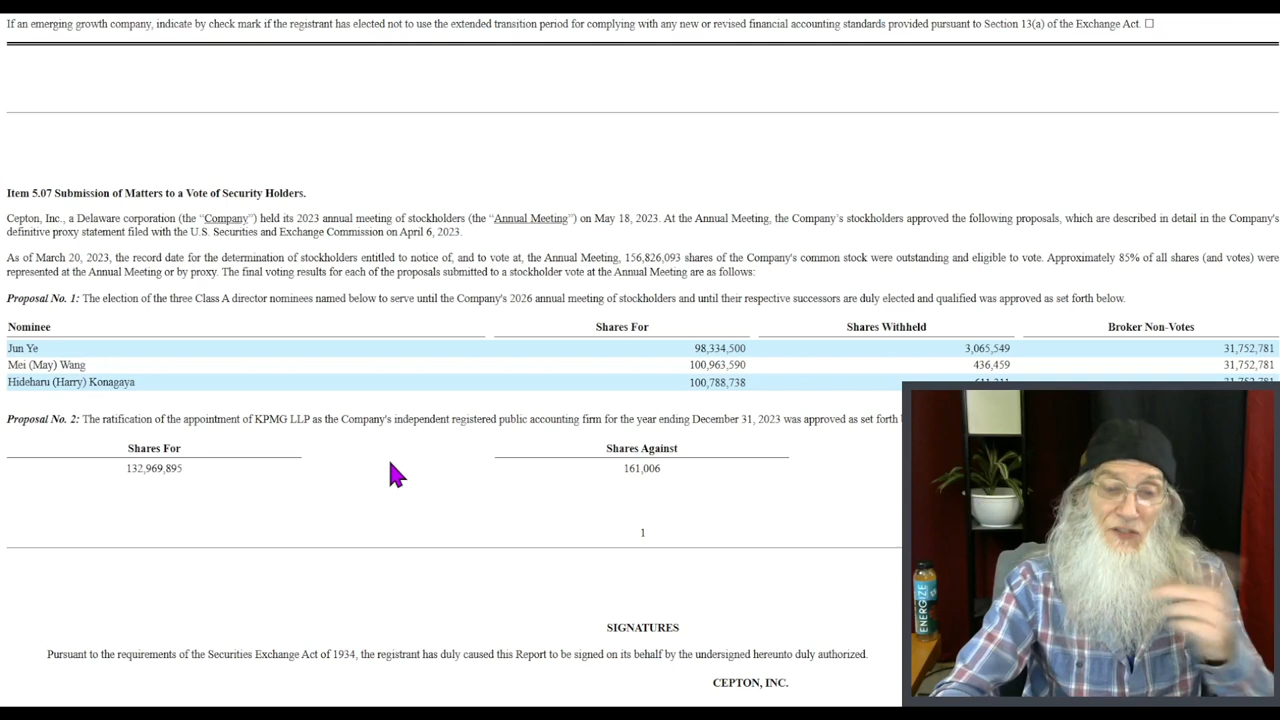 If an emerging growth company, indicate by check mark if the registrant has elected not to use the extended transition period for complying with any new or revised financial accounting standards provided pursuant to Section 13(a) of the Exchange Act. ☐
Item 5.07 Submission of Matters to a Vote of Security Holders.
Cepton, Inc., a Delaware corporation (the “Company”) held its 2023 annual meeting of stockholders (the “Annual Meeting”) on May 18, 2023. At the Annual Meeting, the Company’s stockholders approved the following proposals, which are described in detail in the Company's
definitive proxy statement filed with the U.S. Securities and Exchange Commission on April 6, 2023.
As of March 20, 2023, the record date for the determination of stockholders entitled to notice of, and to vote at, the Annual Meeting, 156,826,093 shares of the Company's common stock were outstanding and eligible to vote. Approximately 85% of all shares (and votes) were
represented at the Annual Meeting or by proxy. The final voting results for each of the proposals submitted to a stockholder vote at the Annual Meeting are as follows:
Proposal No. 1: The election of the three Class A director nominees named below to serve until the Company's 2026 annual meeting of stockholders and until their respective successors are duly elected and qualified was approved as set forth below.
Nominee Shares For Shares Withheld Broker Non-Votes
Jun Ye 98,334,500 3,065,549 31,752,781
Mei (May) Wang 100,963,590 436,459 31,752,781
Hideharu (Harry) Konagaya 100,788,738
Proposal No. 2: The ratification of the appointment of KPMG LLP as the Company's independent registered public accounting firm for the year ending December 31, 2023 was approved as set forth
Shares For Shares Against
132,969,895 161,006
1
SIGNATURES
Pursuant to the requirements of the Securities Exchange Act of 1934, the registrant has duly caused this Report to be signed on its behalf by the undersigned hereunto duly authorized.
CEPTON, INC.
ENERGIZE